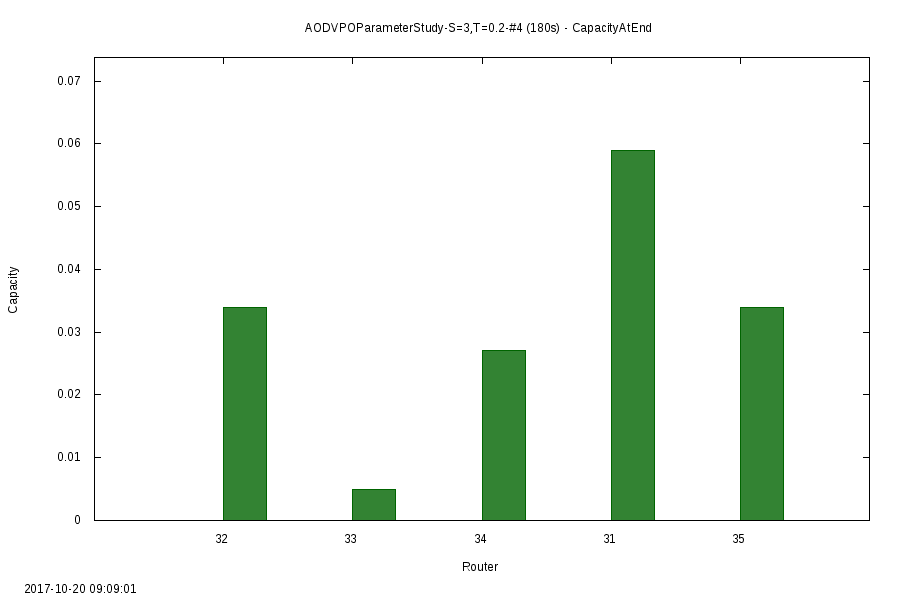 AODVPOParameterStudy-S=3,T=0.2-#4 (180s) - CapacityAtEnd
0.07
0.06
0.05
0.04
0.03
0.02
0.01
0
Capacity
32 33 34 31 35
Router
2017-10-20 09:09:01